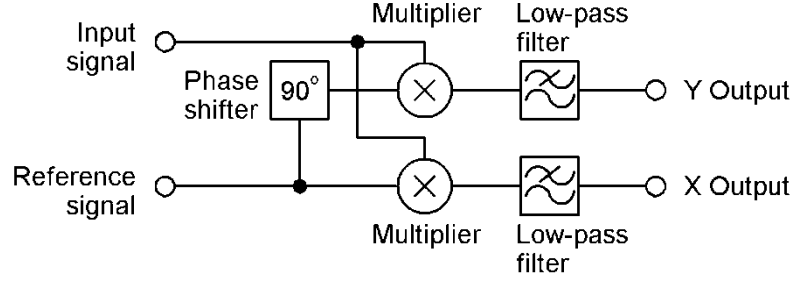 Multiplier
Low-pass
filter
Input
signal
Phase
shifter
90°
Y Output
Reference
signal
X Output
Multiplier
Low-pass
filter